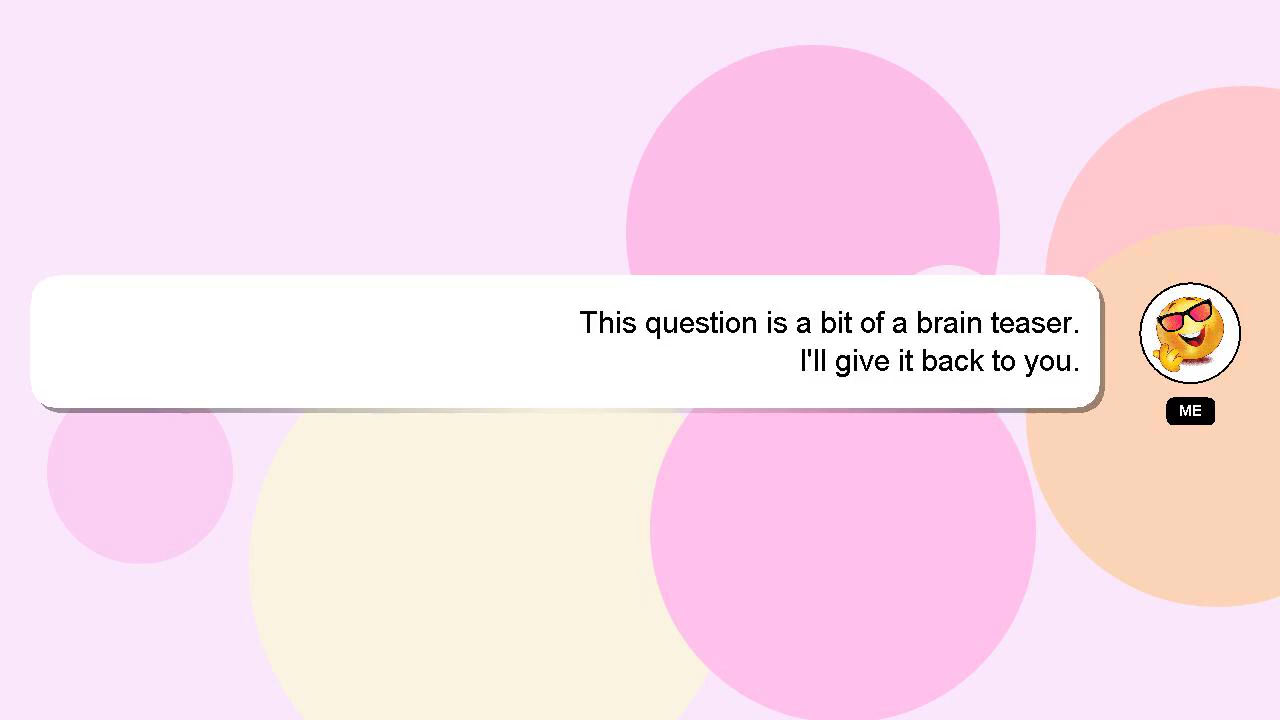 This question is a bit of a brain teaser.
I'll give it back to you.
ME